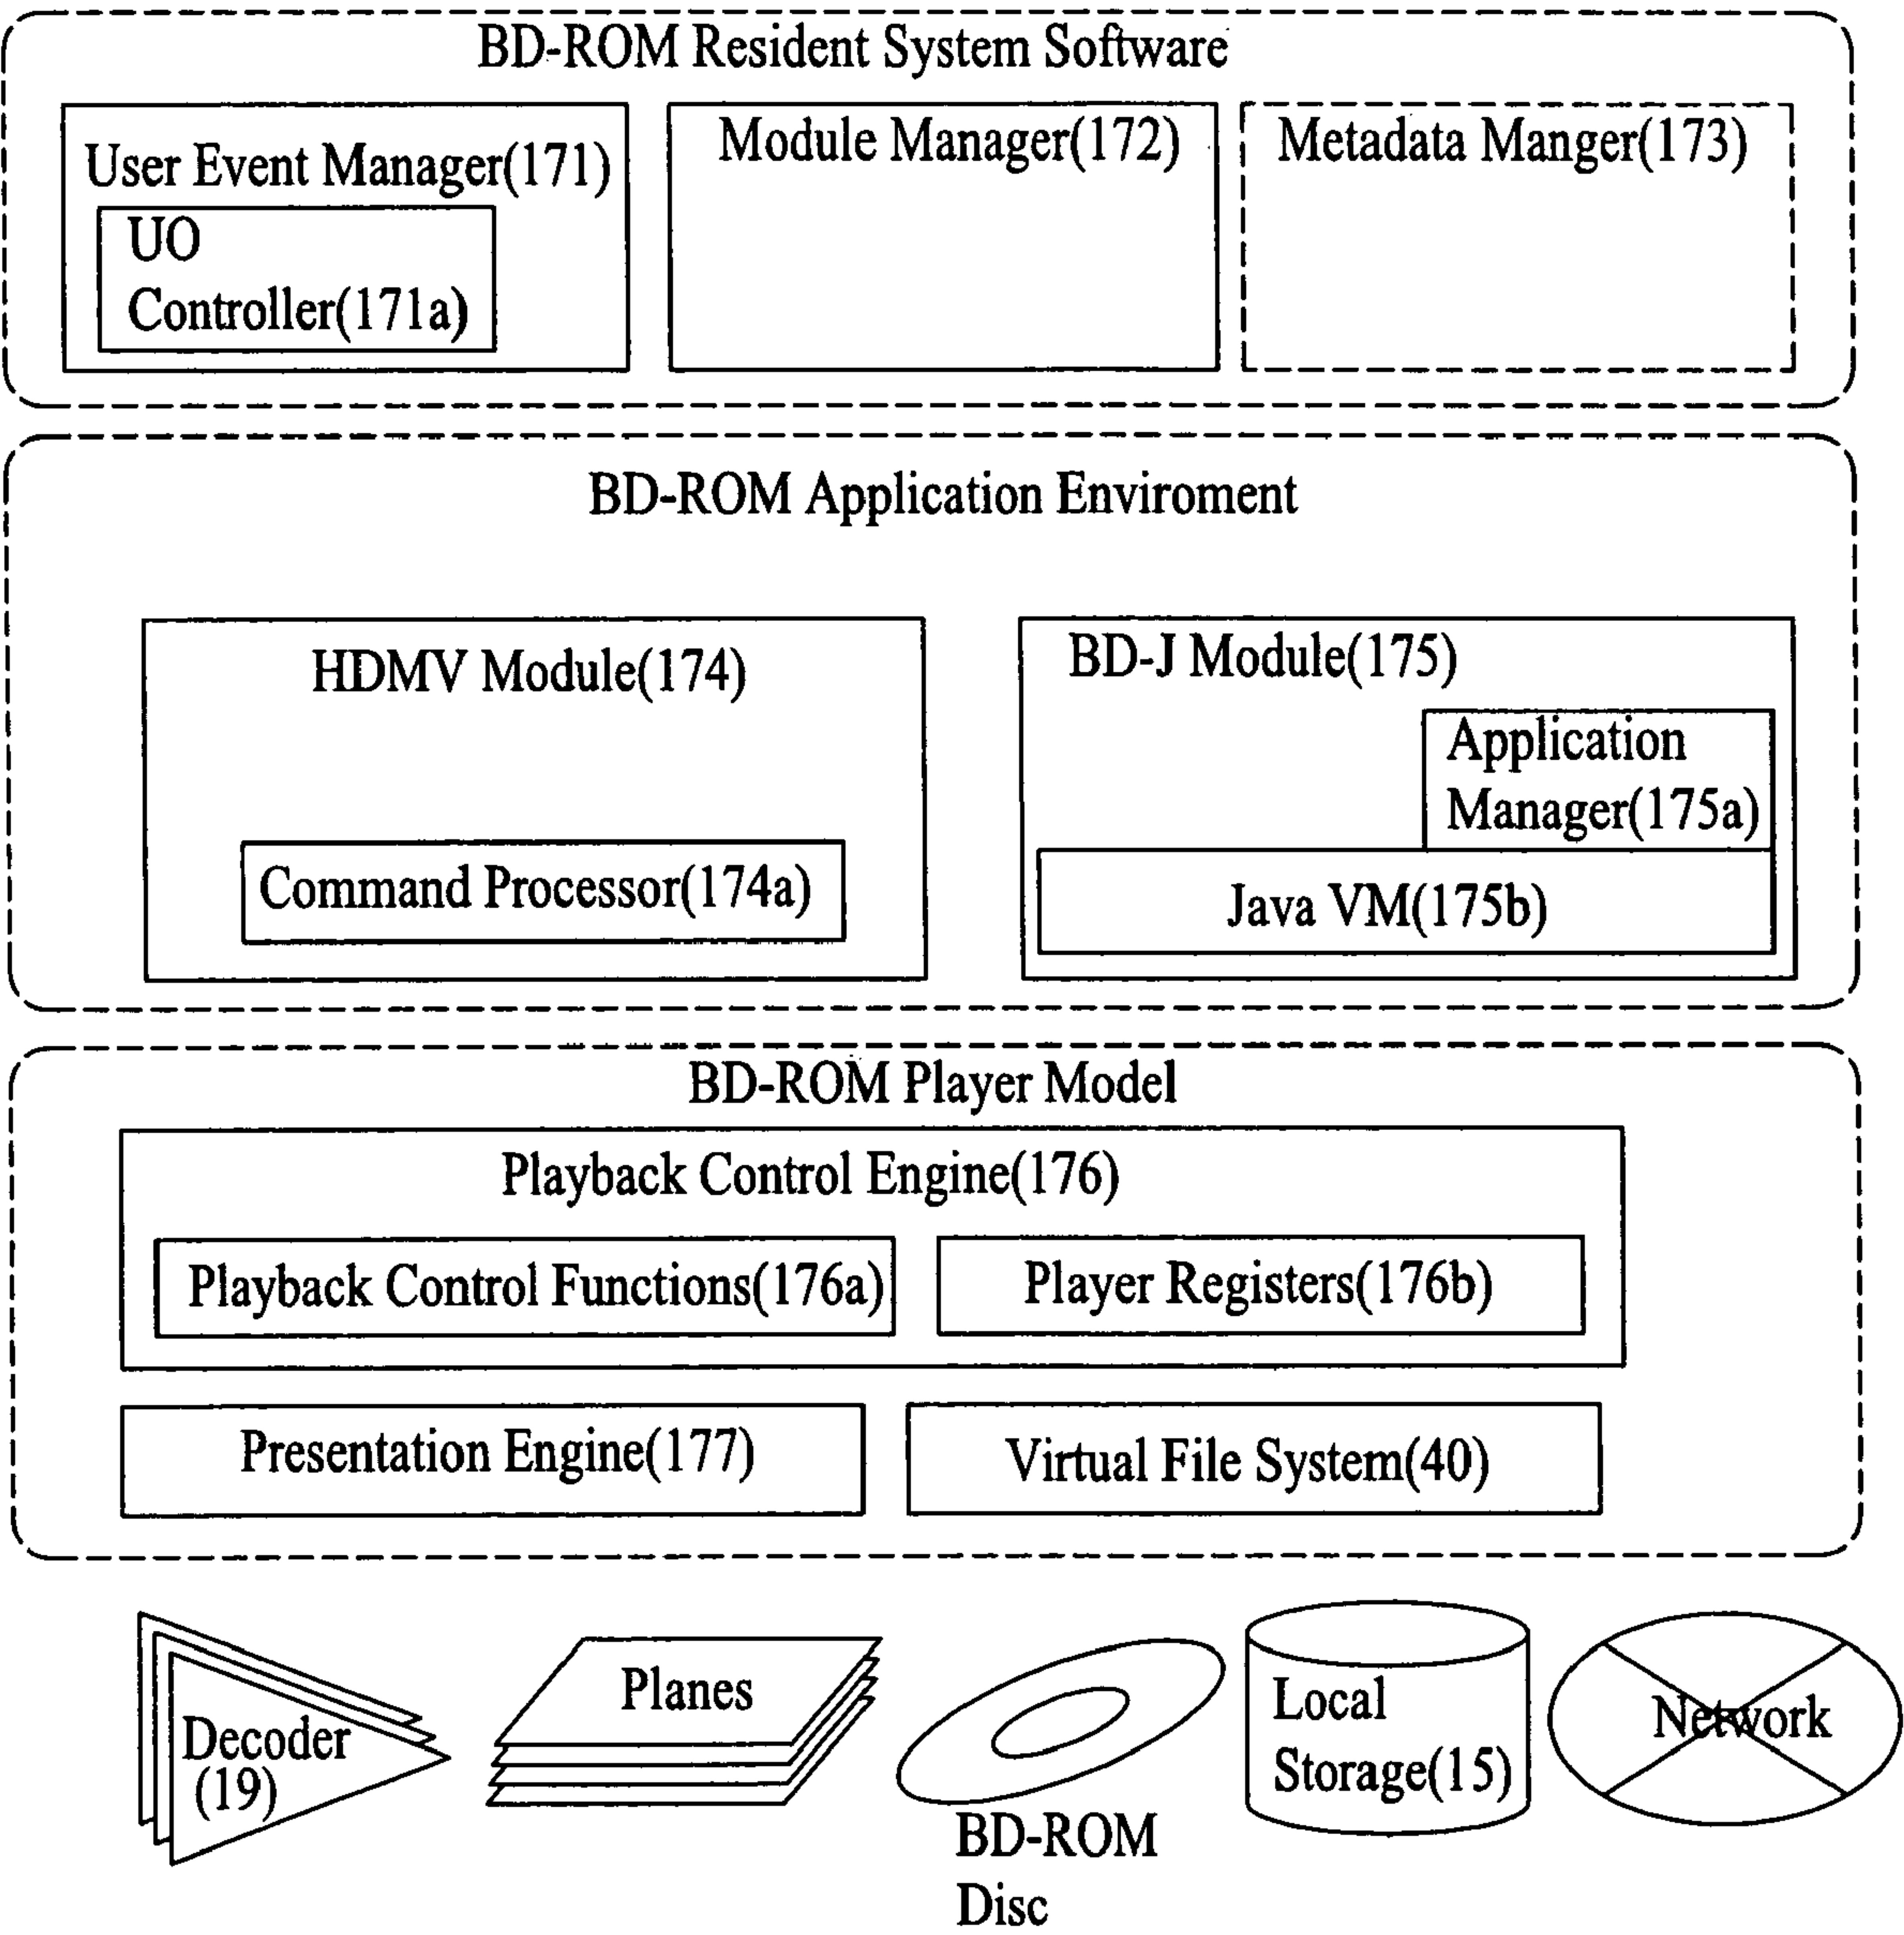 BD-ROM Resident System Software
User Event Manager(171)
UO
Controller(171a)
Module Manager(172)
Metadata Manger(173)
BD-ROM Application Enviroment
HDMV Module(174)
Command Processor(174a)
BD-J Module(175)
Application
Manager(175a)
Java VM(175b)
BD-ROM Player Model
Playback Control Engine(176)
Playback Control Functions(176a)
Player Registers(176b)
Presentation Engine(177)
Virtual File System(40)
Decoder
(19)
Planes
BD-ROM
Disc
Local
Storage(15)
Network